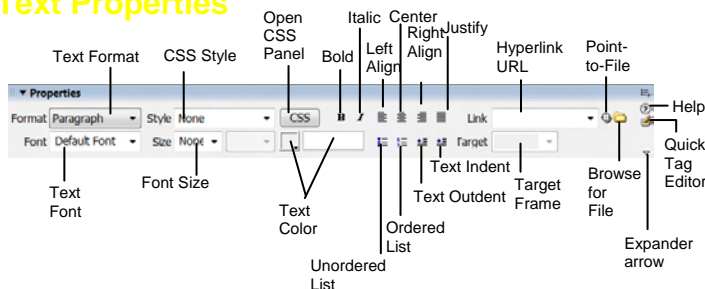 Text Properties
Open CSS Panel
Italic
Center
Justify
Text Format
CSS Style
Bold
Left Align
Right Align
Hyperlink URL
Point-to-File
Properties
Format Paragraph Style None CSS B I Link
Help
Font Default Font Size None Target
Quick Tag Editor
Text Font
Font Size
Text Color
Text Indent
Text Outdent
Target Frame
Browse for File
Ordered List
Unordered List
Expander arrow